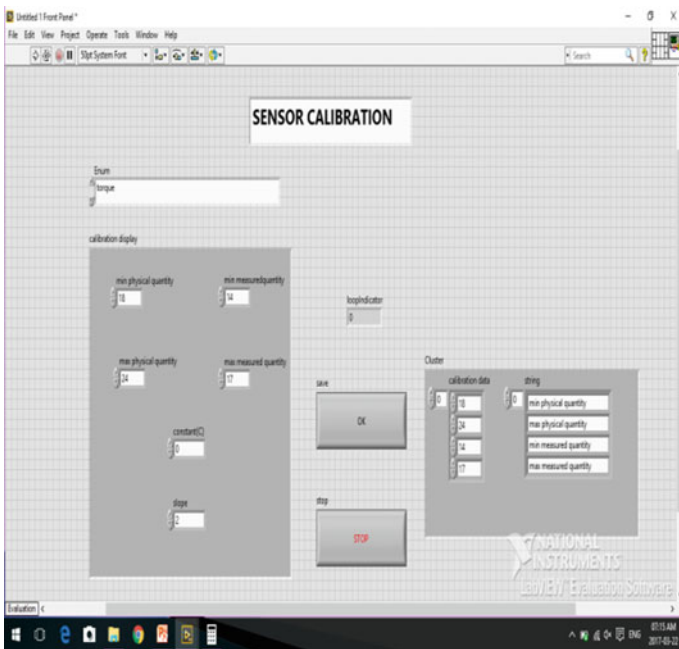 Untitled 1 Front Panel *
File Edit View Project Operate Tools Window Help
50pt System Font
Search
SENSOR CALIBRATION
Enum
torque
calibration display
min physical quantity
18
min measuredquantity
14
max physical quantity
24
max measured quantity
17
constant(C)
0
slope
2
loopindicator
0
save
OK
stop
STOP
Cluster
calibration data
string
0
18
24
14
17
0
min physical quantity
max physical quantity
min measured quantity
max measured quantity
NATIONAL
INSTRUMENTS
LabVIEW Evaluation Software
Evaluation
ENG
07:15 AM
2017-03-22